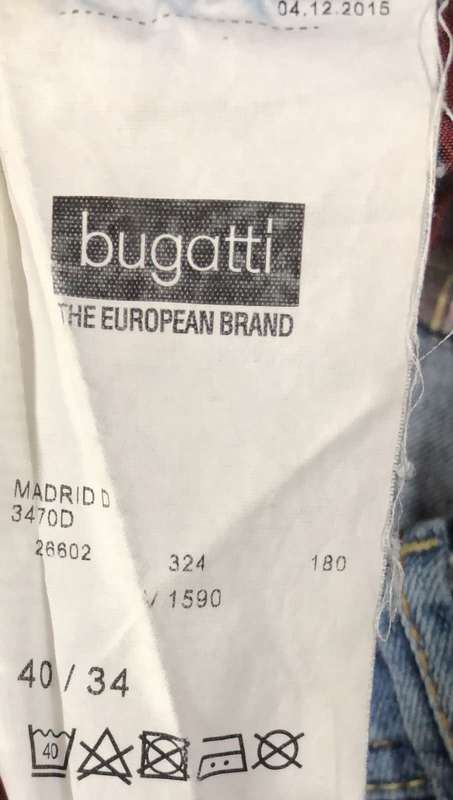 04.12.2015
bugatti
THE EUROPEAN BRAND
MADRID D
3470D
26602 324 180
/ 1590
40 / 34
40